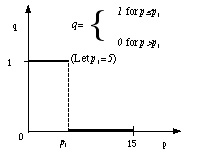 q
q= { 1 for p≤p₁
0 for p>p₁
1
(Let p₁=5)
0
p₁
15
p